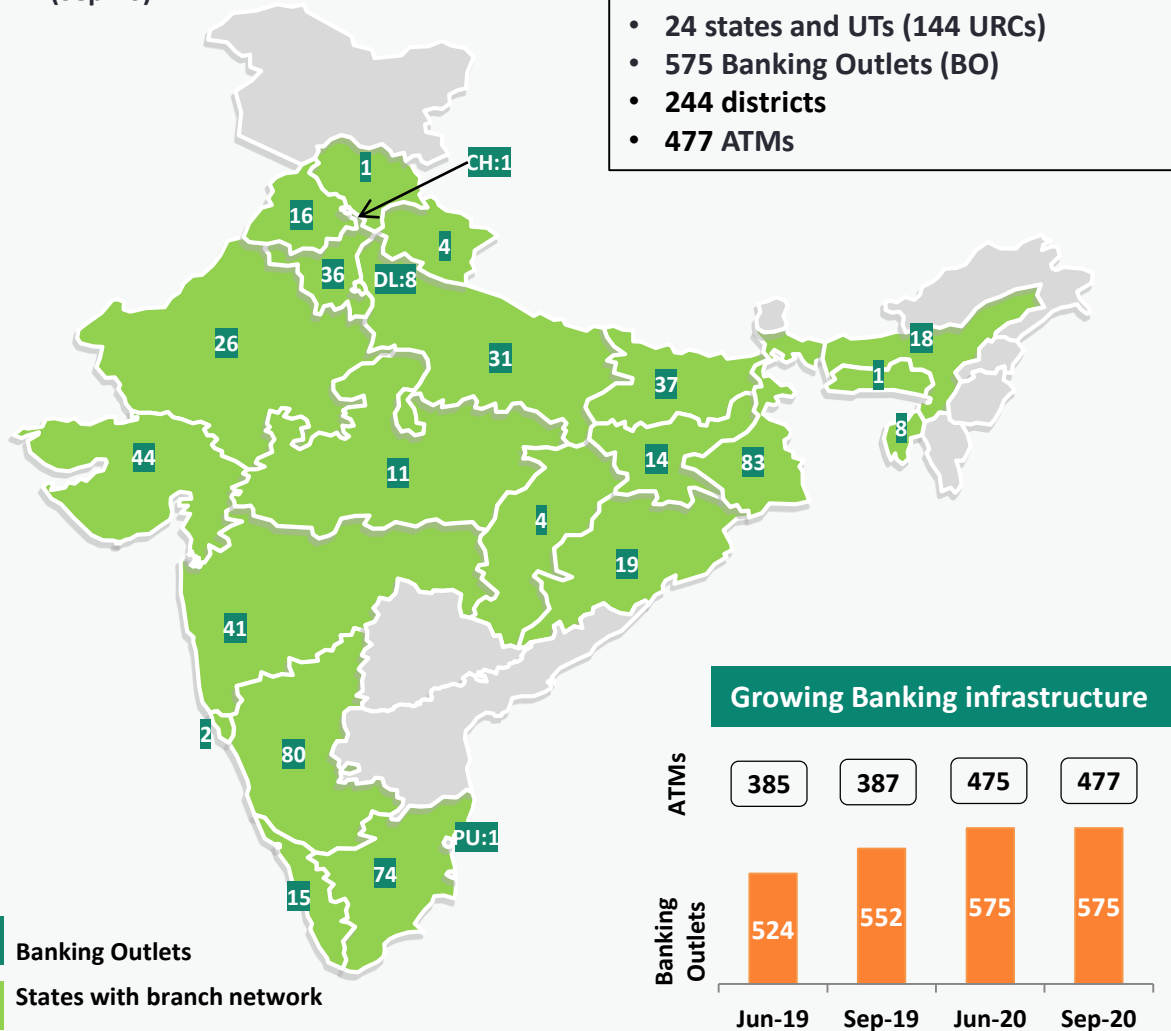 • 24 states and UTs (144 URCs)
• 575 Banking Outlets (BO)
• 244 districts
• 477 ATMs
1
CH:1
16
4
36
DL:8
26
31
18
37
1
8
44
14
83
11
4
19
41
2
80
PU:1
74
15
Banking Outlets
States with branch network
Growing Banking infrastructure
ATMs
385 387 475 477
Banking
Outlets
524 552 575 575
Jun-19 Sep-19 Jun-20 Sep-20